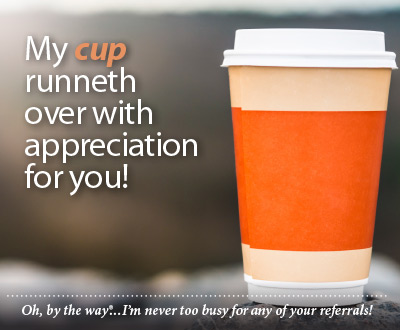 My cup
runneth
over with
appreciation
for you!
Oh, by the way®...I'm never too busy for any of your referrals!